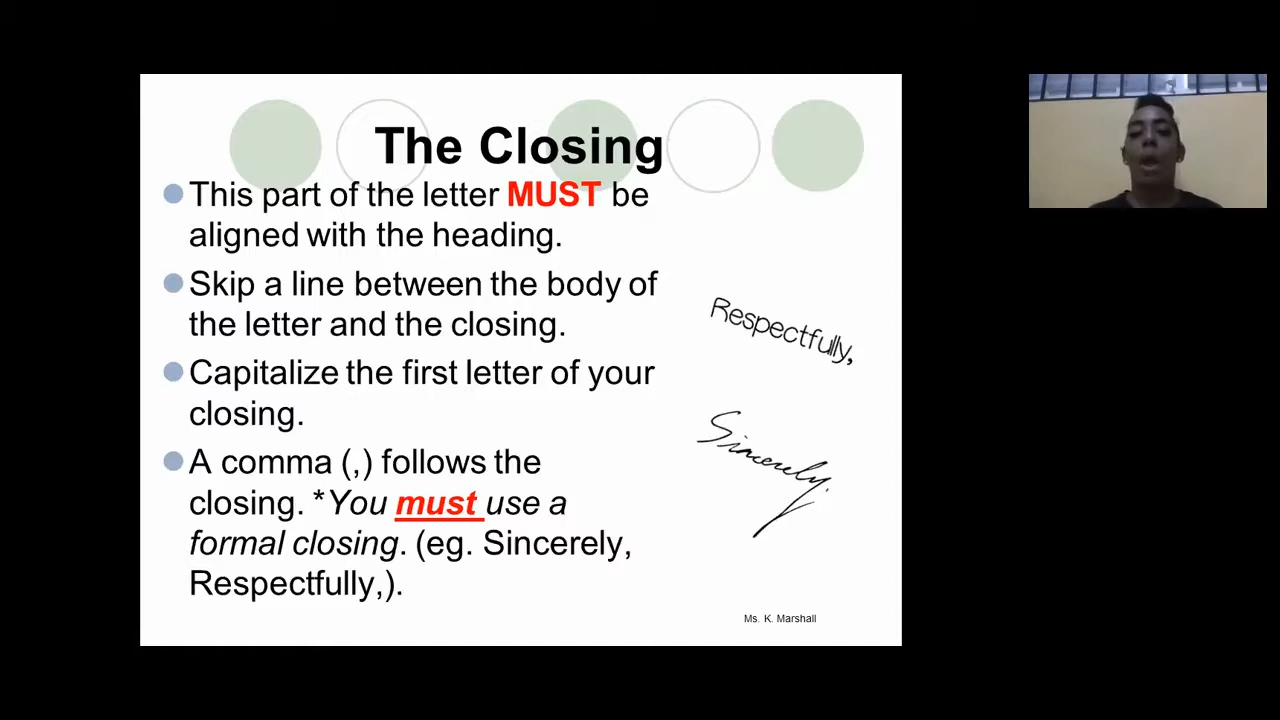 The Closing
This part of the letter MUST be
aligned with the heading.
Skip a line between the body of
the letter and the closing.
Capitalize the first letter of your
closing.
A comma (,) follows the
closing. *You must use a
formal closing. (eg. Sincerely,
Respectfully,).
Respectfully,
Sincerely,
Ms. K. Marshall